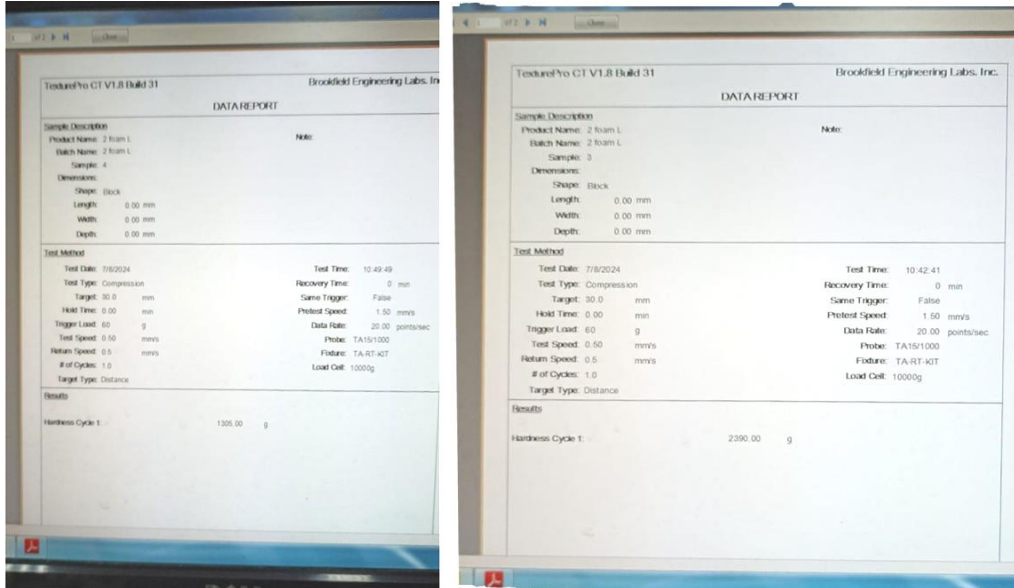 of 2
Close
TexturePro CT V1.8 Build 31 Brookfield Engineering Labs. In
DATA REPORT
Sample Description
Product Name: 2 foam L Note:
Batch Name: 2 foam L
Sample: 4
Dimensions:
Shape: Block
Length: 0.00 mm
Width: 0.00 mm
Depth: 0.00 mm
Test Method
Test Date: 7/8/2024 Test Time: 10:49:49
Test Type: Compression Recovery Time: 0 min
Target: 30.0 mm Same Trigger: False
Hold Time: 0.00 min Pretest Speed: 1.50 mm/s
Trigger Load: 60 g Data Rate: 20.00 points/sec
Test Speed: 0.50 mm/s Probe: TA15/1000
Return Speed: 0.5 mm/s Fixture: TA-RT-KIT
# of Cycles: 1.0 Load Cell: 10000g
Target Type: Distance
Results
Hardness Cycle 1: 1305.00 g
1 of 2 Close
TexturePro CT V1.8 Build 31 Brookfield Engineering Labs. Inc.
DATA REPORT
Sample Description
Product Name: 2 foam L Note:
Batch Name: 2 foam L
Sample: 3
Dimensions:
Shape: Block
Length: 0.00 mm
Width: 0.00 mm
Depth: 0.00 mm
Test Method
Test Date: 7/8/2024 Test Time: 10:42:41
Test Type: Compression Recovery Time: 0 min
Target: 30.0 mm Same Trigger: False
Hold Time: 0.00 min Pretest Speed: 1.50 mm/s
Trigger Load: 60 g Data Rate: 20.00 points/sec
Test Speed: 0.50 mm/s Probe: TA15/1000
Return Speed: 0.5 mm/s Fixture: TA-RT-KIT
# of Cycles: 1.0 Load Cell: 10000g
Target Type: Distance
Results
Hardness Cycle 1: 2390.00 g